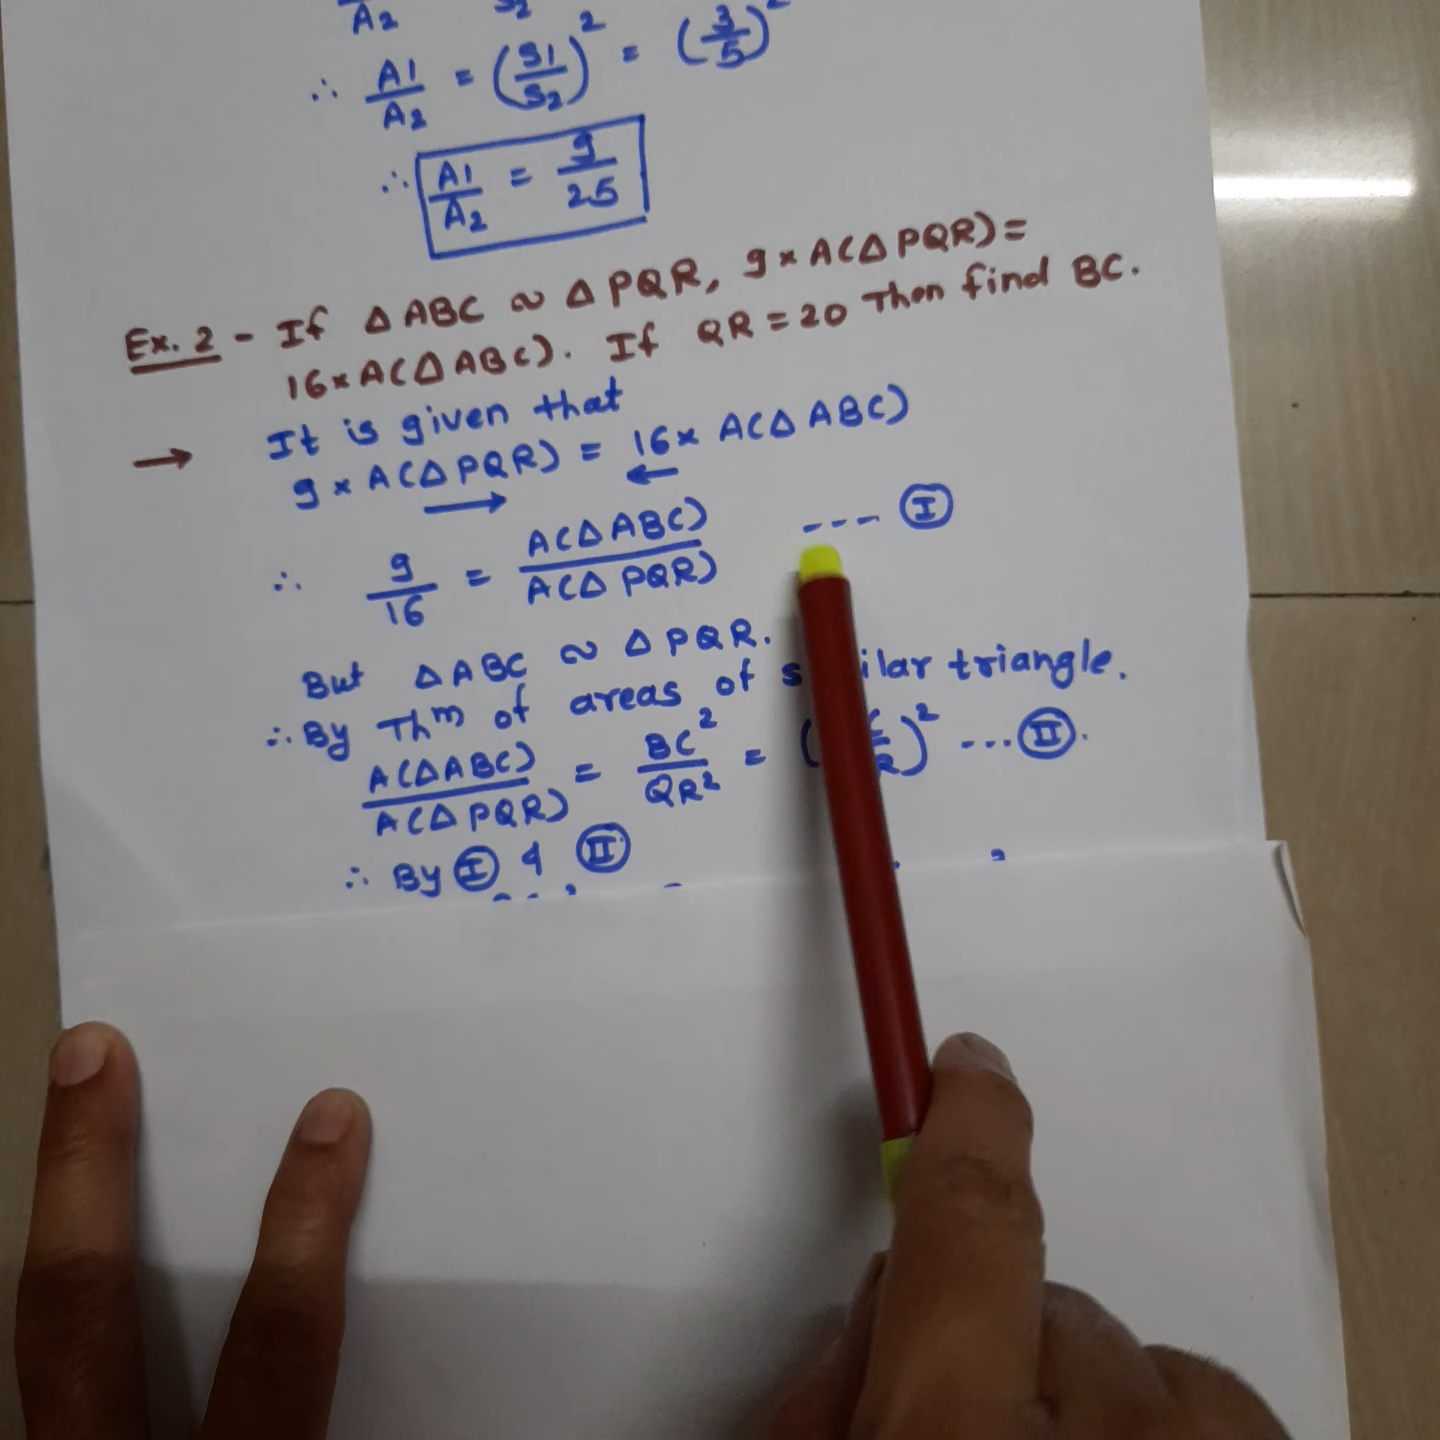 A2 S2
∴ A1/A2 = (S1/S2)² = (3/5)²
∴ A1/A2 = 9/25
Ex. 2 - If △ABC ~ △PQR, 9×A(△PQR)=
16×A(△ABC). If QR=20 Then find BC.
→ It is given that
9×A(△PQR) = 16×A(△ABC)
∴ 9/16 = A(△ABC)/A(△PQR) --- Ⓘ
But △ABC ~ △PQR.
∴ By Thm of areas of s ilar triangle.
A(△ABC)/A(△PQR) = BC²/QR² = ( )² ...Ⓘ︎Ⓘ︎.
∴ By Ⓘ & II